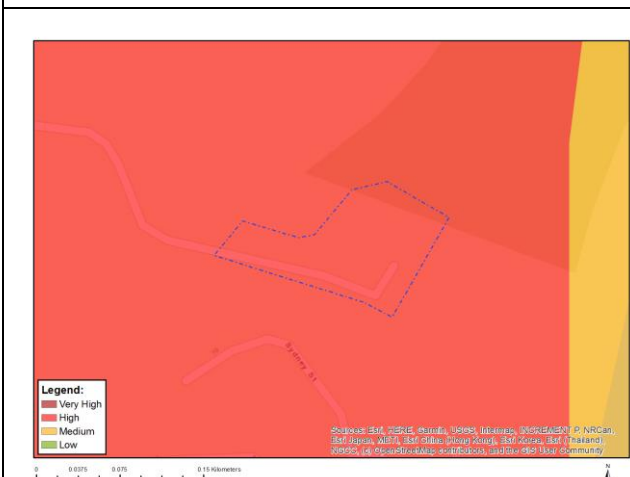 Sydney St
Legend:
Very High
High
Medium
Low
Sources: Esri, HERE, Garmin, USGS, Intermap, INCREMENT P, NRCan,
Esri Japan, METI, Esri China (Hong Kong), Esri Korea, Esri (Thailand),
NGCC, (c) OpenStreetMap contributors, and the GIS User Community
0 0.0375 0.075 0.15 Kilometers
N